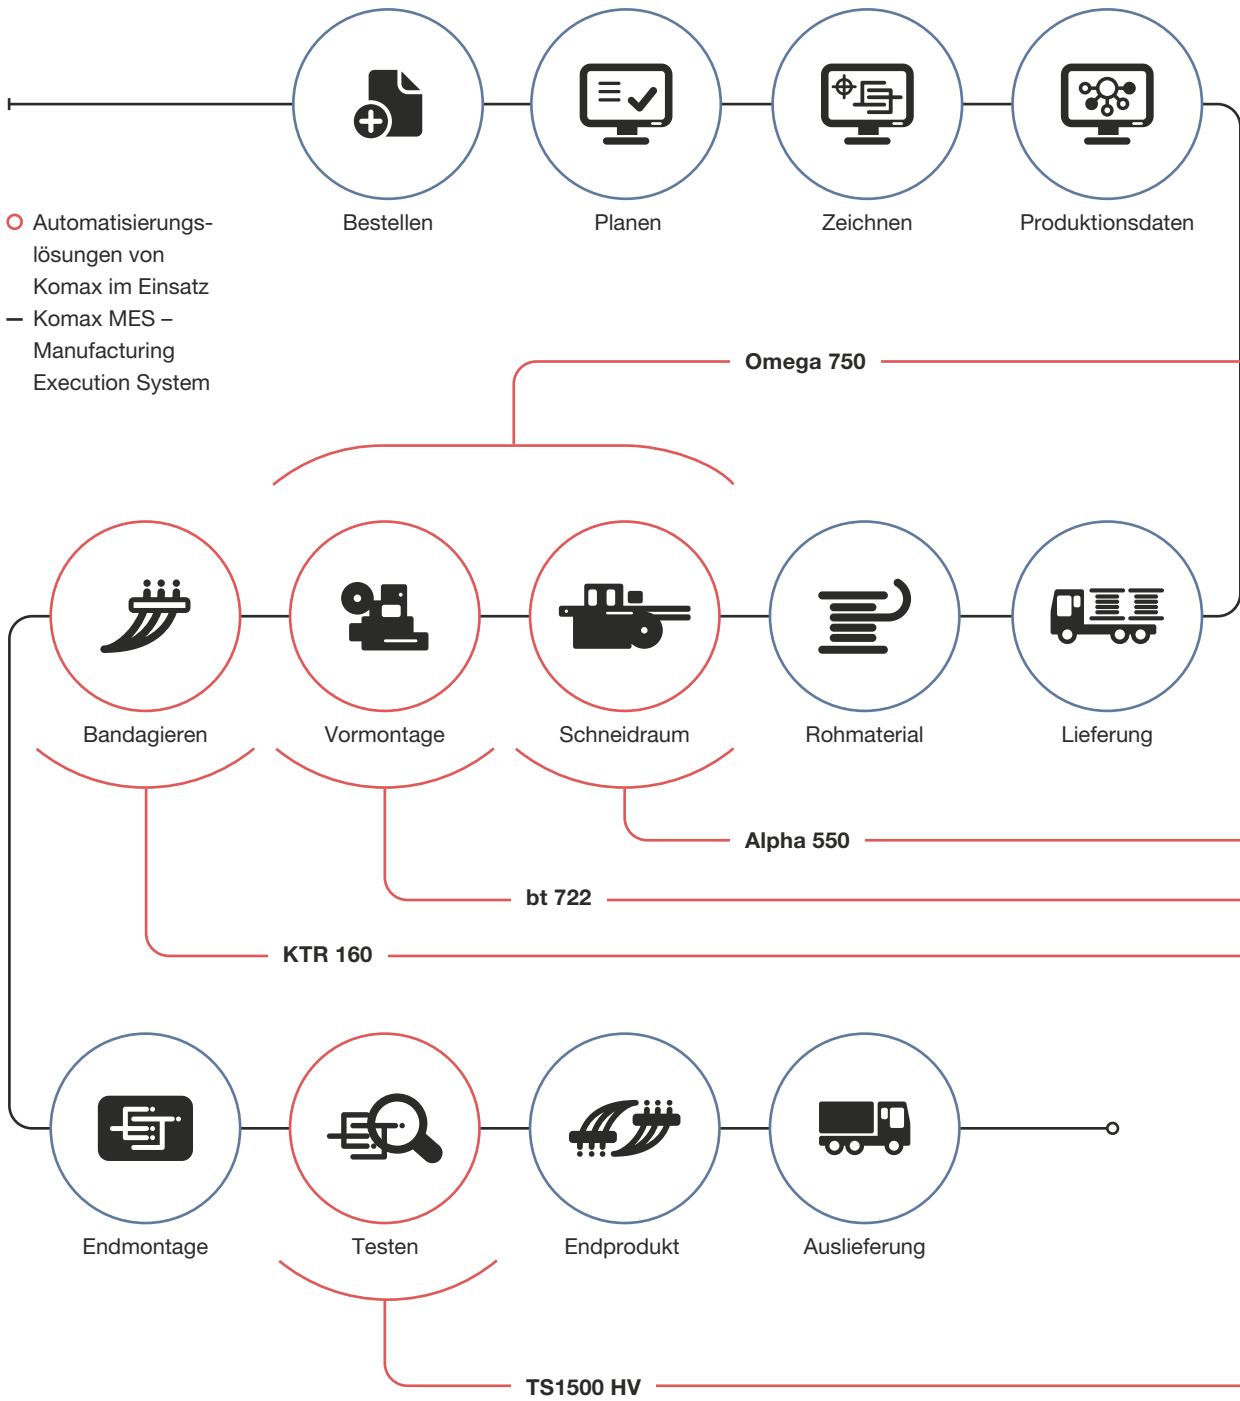 Bestellen
Planen
Zeichnen
Produktionsdaten
Automatisierungs-
lösungen von
Komax im Einsatz
Komax MES –
Manufacturing
Execution System
Omega 750
Bandagieren
Vormontage
Schneidraum
Rohmaterial
Lieferung
Alpha 550
bt 722
KTR 160
Endmontage
Testen
Endprodukt
Auslieferung
TS1500 HV